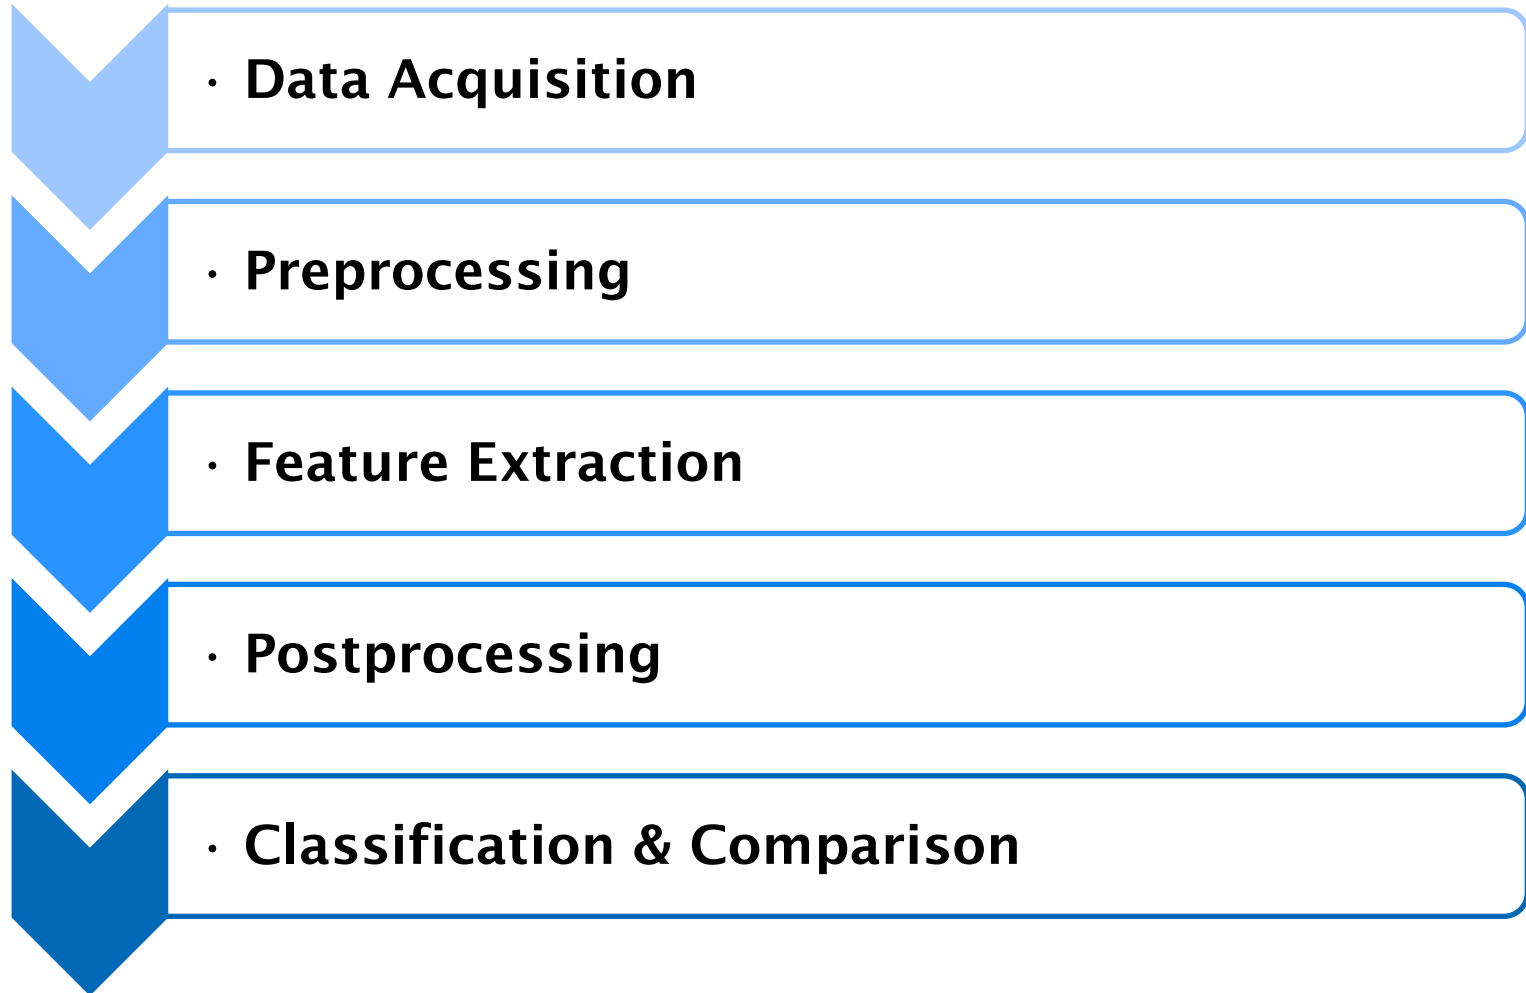 · Data Acquisition
· Preprocessing
· Feature Extraction
· Postprocessing
· Classification & Comparison